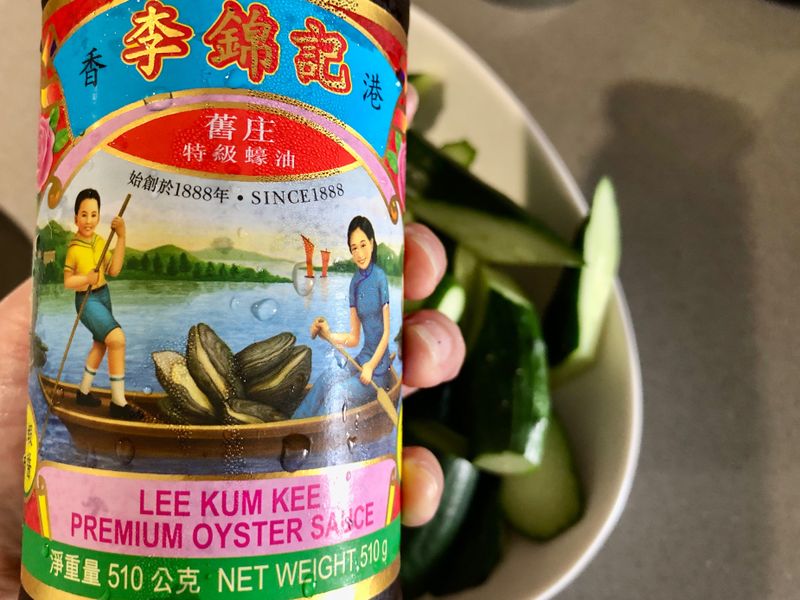 李錦記
香港
舊庄
特級蠔油
始創於1888年・SINCE1888
LEE KUM KEE
PREMIUM OYSTER SAUCE
淨重量 510 公克 NET WEIGHT 510 g